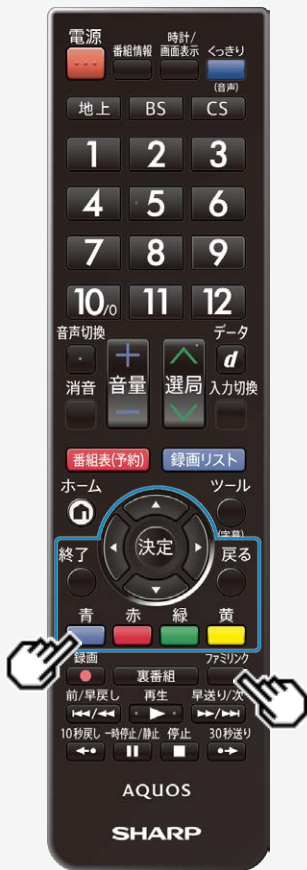 電源
番組情報
時計/
画面表示
くっきり
(音声)
地上 BS CS
1 2 3
4 5 6
7 8 9
10/0 11 12
音声切換
データ
+
d
消音 音量 選局 入力切換
番組表(予約) 録画リスト
ホーム ツール
(字幕)
決定
終了 戻る
青 赤 緑 黄
録画 ファミリンク
裏番組
前/早戻し 再生 早送り/次
10秒戻し 一時停止/静止 停止 30秒送り
AQUOS
SHARP